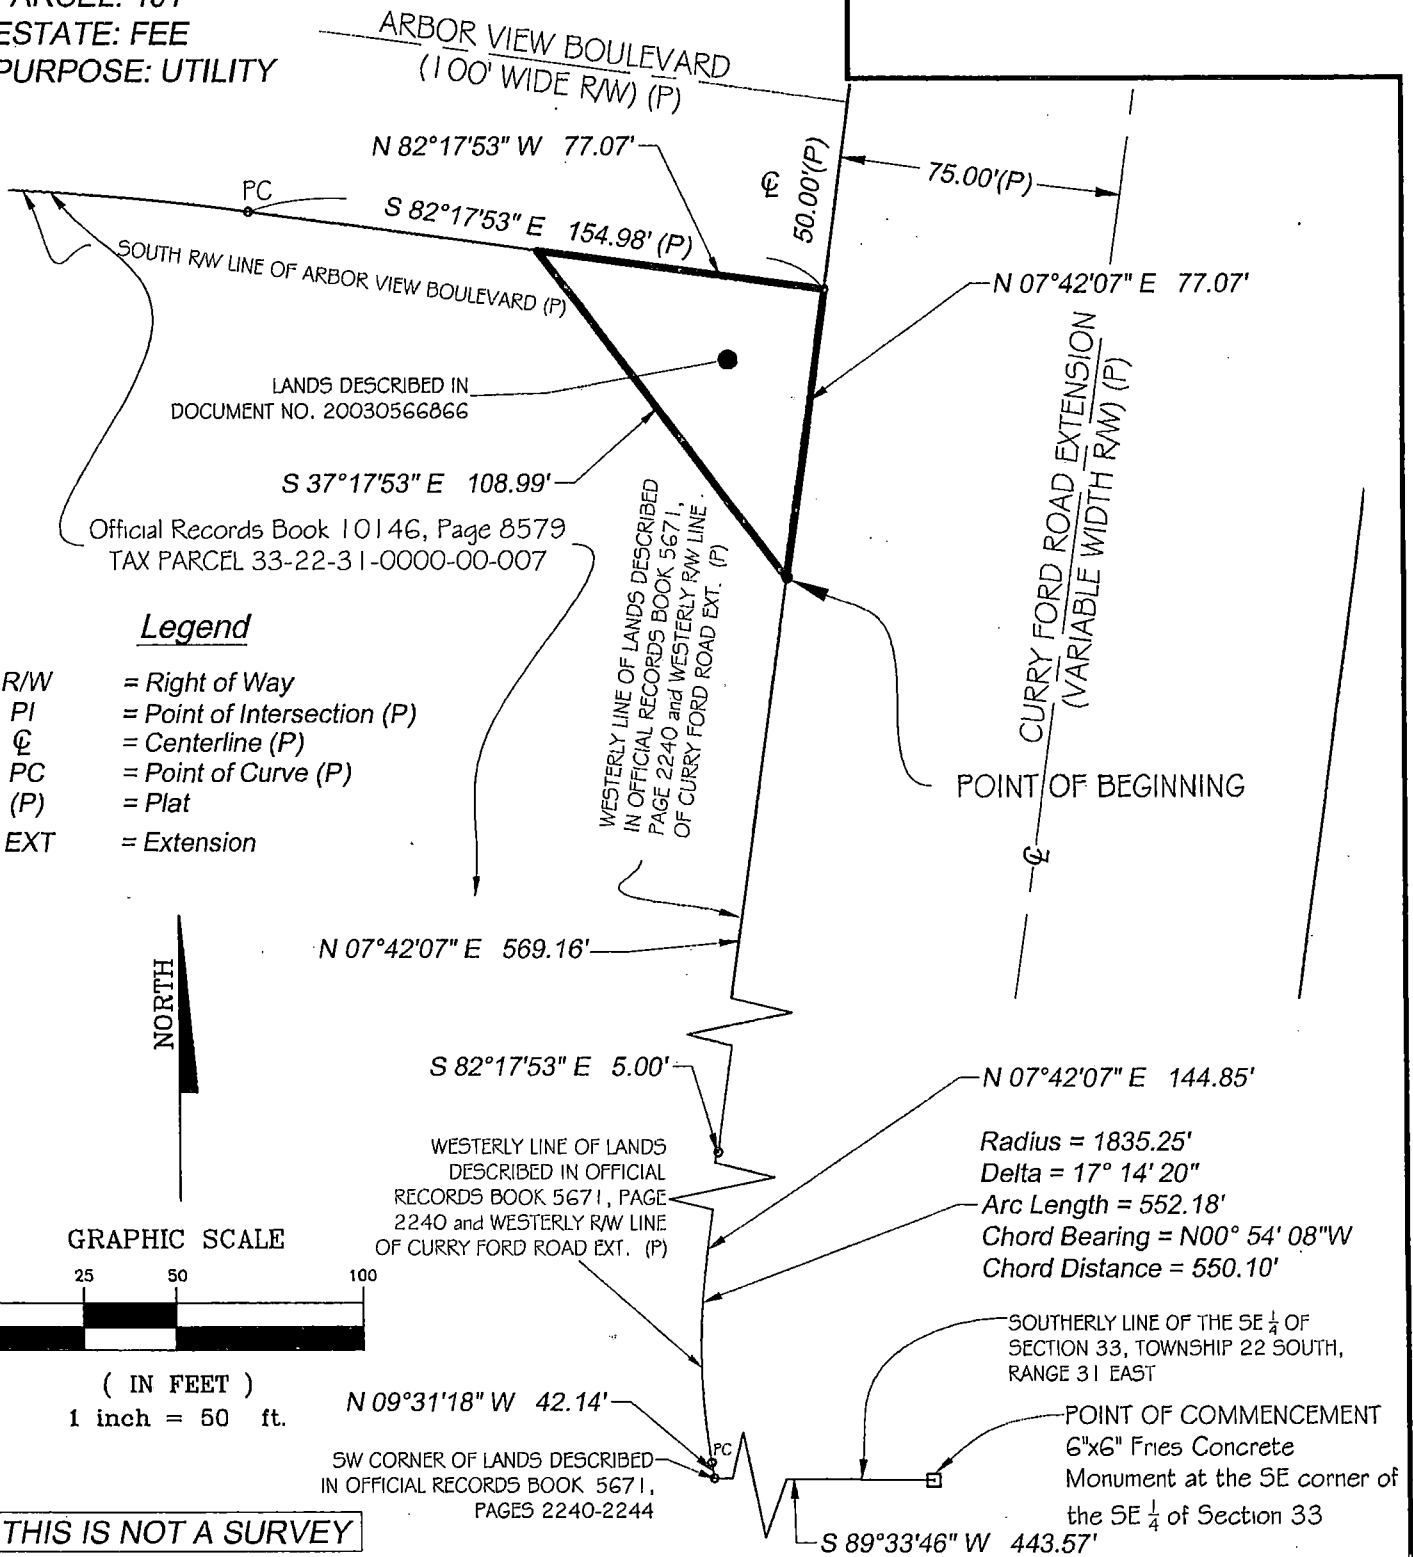 ESTATE: FEE
PURPOSE: UTILITY
ARBOR VIEW BOULEVARD
(100' WIDE R/W) (P)
N 82°17'53" W 77.07'
℄
50.00'(P)
75.00'(P)
PC
S 82°17'53" E 154.98' (P)
SOUTH R/W LINE OF ARBOR VIEW BOULEVARD (P)
N 07°42'07" E 77.07'
LANDS DESCRIBED IN
DOCUMENT NO. 20030566866
S 37°17'53" E 108.99'
Official Records Book 10146, Page 8579
TAX PARCEL 33-22-31-0000-00-007
WESTERLY LINE OF LANDS DESCRIBED
IN OFFICIAL RECORDS BOOK 5671,
PAGE 2240 and WESTERLY R/W LINE
OF CURRY FORD ROAD EXT. (P)
CURRY FORD ROAD EXTENSION
(VARIABLE WIDTH R/W) (P)
℄
POINT OF BEGINNING
Legend
R/W = Right of Way
PI = Point of Intersection (P)
℄ = Centerline (P)
PC = Point of Curve (P)
(P) = Plat
EXT = Extension
NORTH
N 07°42'07" E 569.16'
S 82°17'53" E 5.00'
N 07°42'07" E 144.85'
WESTERLY LINE OF LANDS
DESCRIBED IN OFFICIAL
RECORDS BOOK 5671, PAGE
2240 and WESTERLY R/W LINE
OF CURRY FORD ROAD EXT. (P)
Radius = 1835.25'
Delta = 17° 14' 20"
Arc Length = 552.18'
Chord Bearing = N00° 54' 08"W
Chord Distance = 550.10'
GRAPHIC SCALE
25 50 100
( IN FEET )
1 inch = 50 ft.
SOUTHERLY LINE OF THE SE 1/4 OF
SECTION 33, TOWNSHIP 22 SOUTH,
RANGE 31 EAST
N 09°31'18" W 42.14'
PC
SW CORNER OF LANDS DESCRIBED
IN OFFICIAL RECORDS BOOK 5671,
PAGES 2240-2244
POINT OF COMMENCEMENT
6"x6" Fries Concrete
Monument at the SE corner of
the SE 1/4 of Section 33
S 89°33'46" W 443.57'
THIS IS NOT A SURVEY